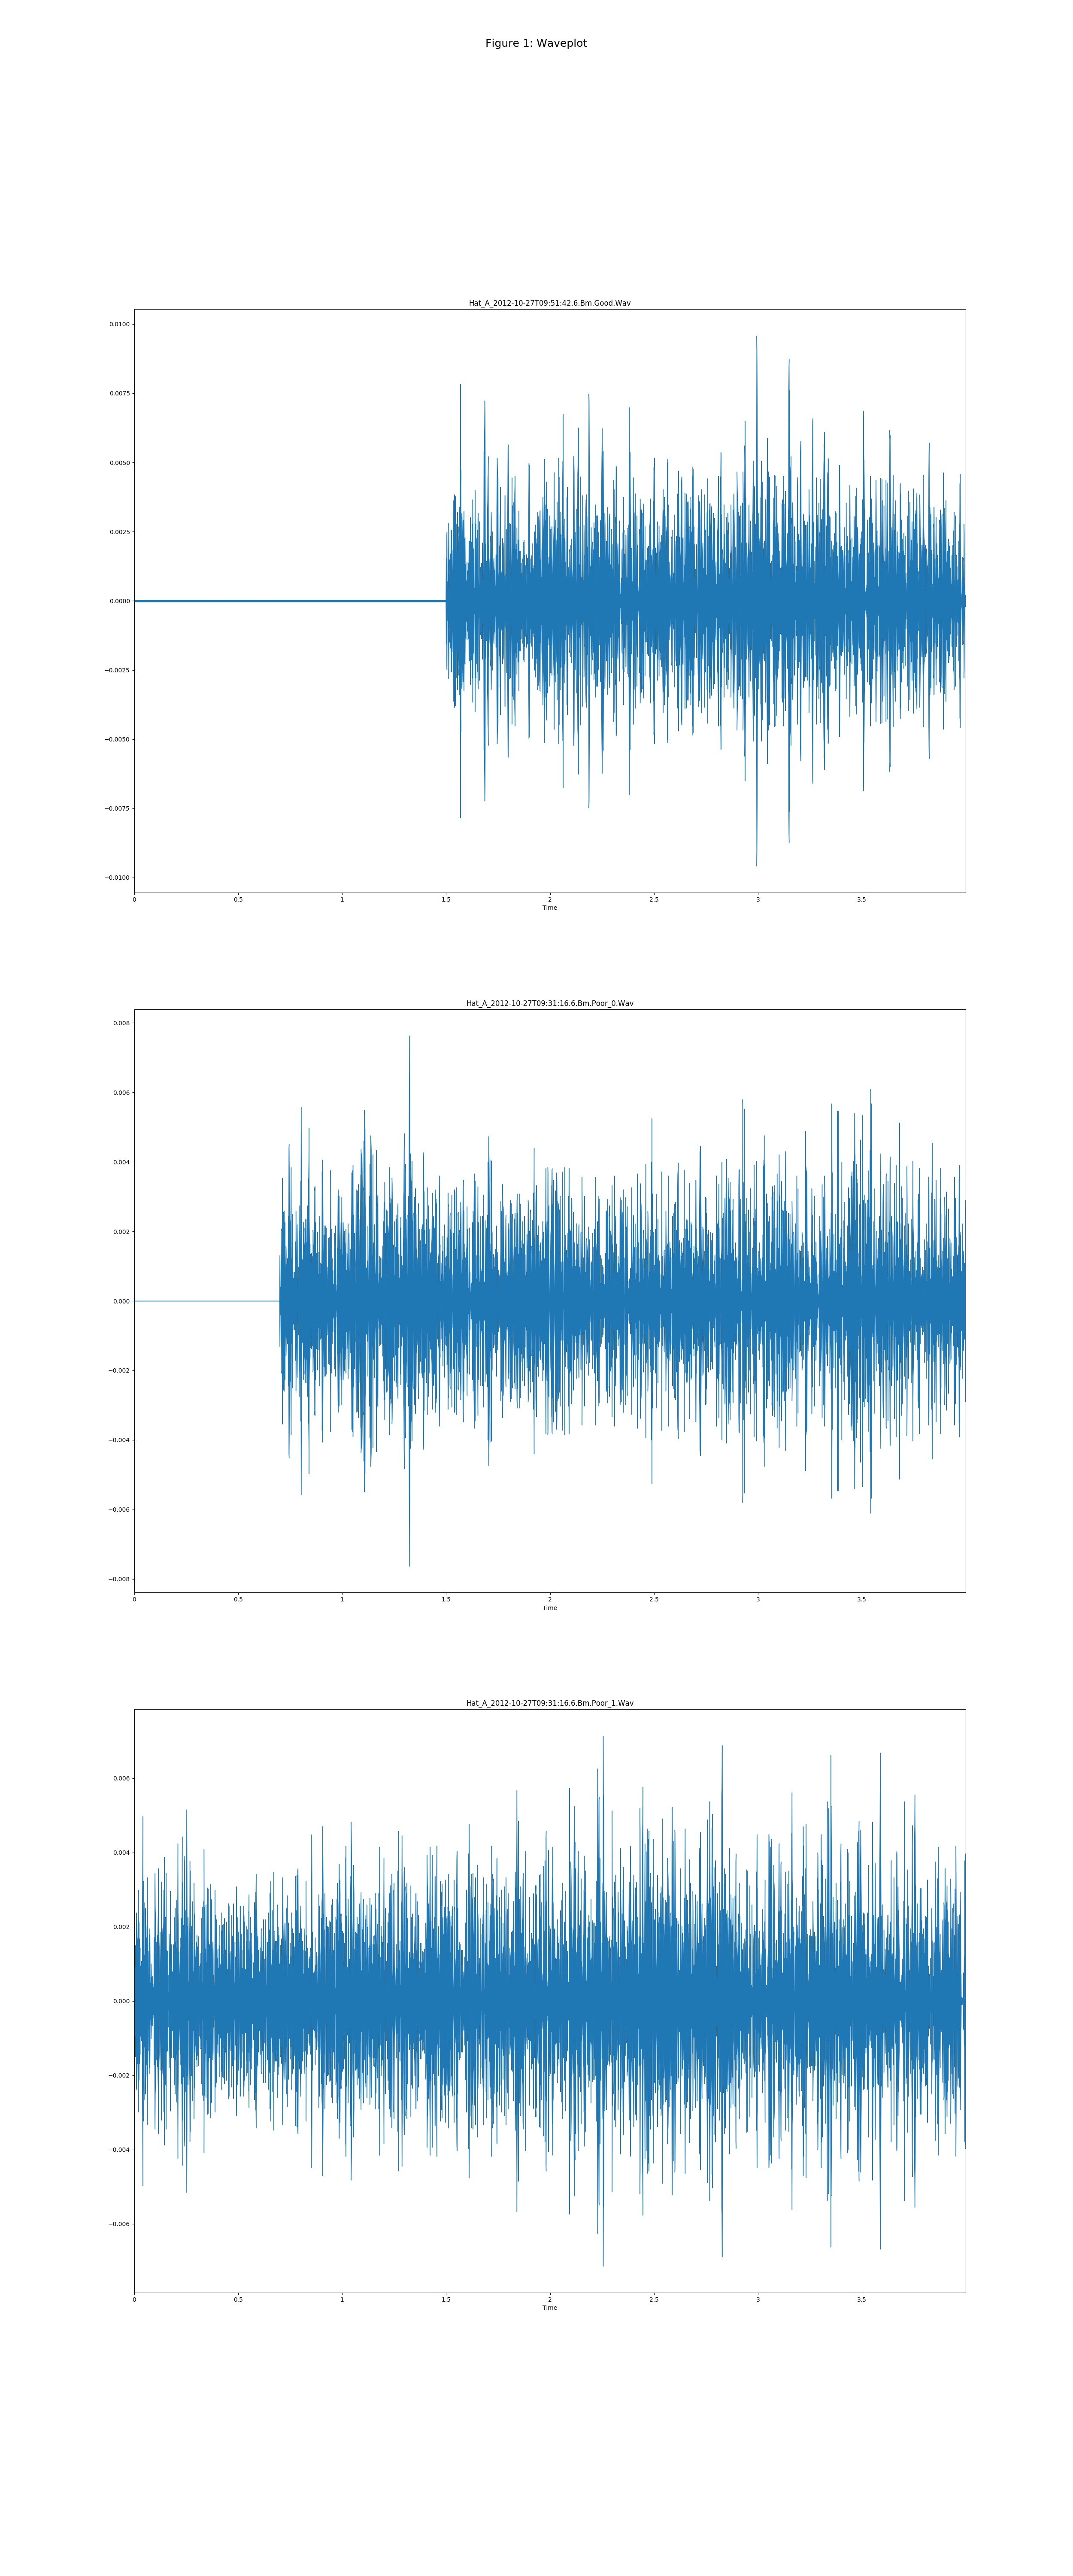 Figure 1: Waveplot
Hat_A_2012-10-27T09:51:42.6.Bm.Good.Wav
0.0100
0.0075
0.0050
0.0025
0.0000
−0.0025
−0.0050
−0.0075
−0.0100
0 0.5 1 1.5 2 2.5 3 3.5
Time
Hat_A_2012-10-27T09:31:16.6.Bm.Poor_0.Wav
0.008
0.006
0.004
0.002
0.000
−0.002
−0.004
−0.006
−0.008
0 0.5 1 1.5 2 2.5 3 3.5
Time
Hat_A_2012-10-27T09:31:16.6.Bm.Poor_1.Wav
0.006
0.004
0.002
0.000
−0.002
−0.004
−0.006
0 0.5 1 1.5 2 2.5 3 3.5
Time